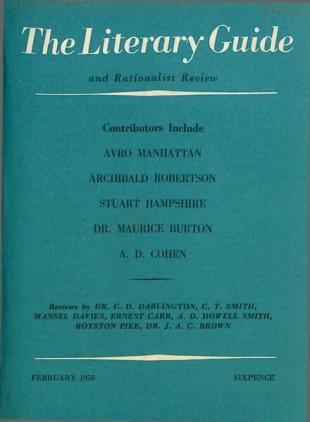 The Literary Guide
and Rationalist Review
Contributors Include
AVRO MANHATTAN
ARCHIBALD ROBERTSON
STUART HAMPSHIRE
DR. MAURICE BURTON
A. D. COHEN
Reviews by DR. C. D. DARLINGTON, C. T. SMITH,
MANSEL DAVIES, ERNEST CARR, A. D. HOWELL SMITH,
ROYSTON PIKE, DR. J. A. C. BROWN
FEBRUARY 1950 SIXPENCE